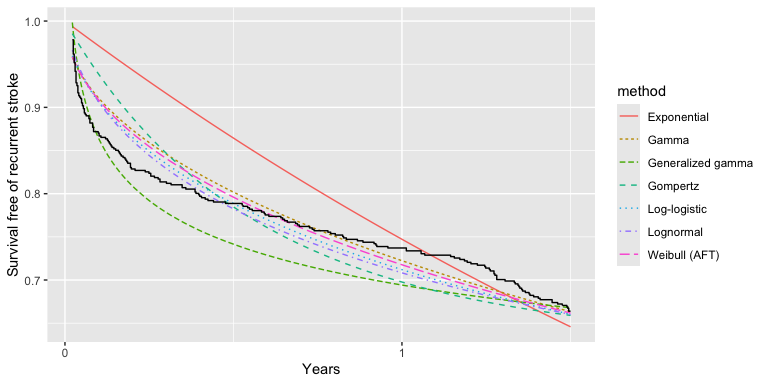 1.0
0.9
0.8
0.7
Survival free of recurrent stroke
0
1
Years
method
Exponential
Gamma
Generalized gamma
Gompertz
Log-logistic
Lognormal
Weibull (AFT)